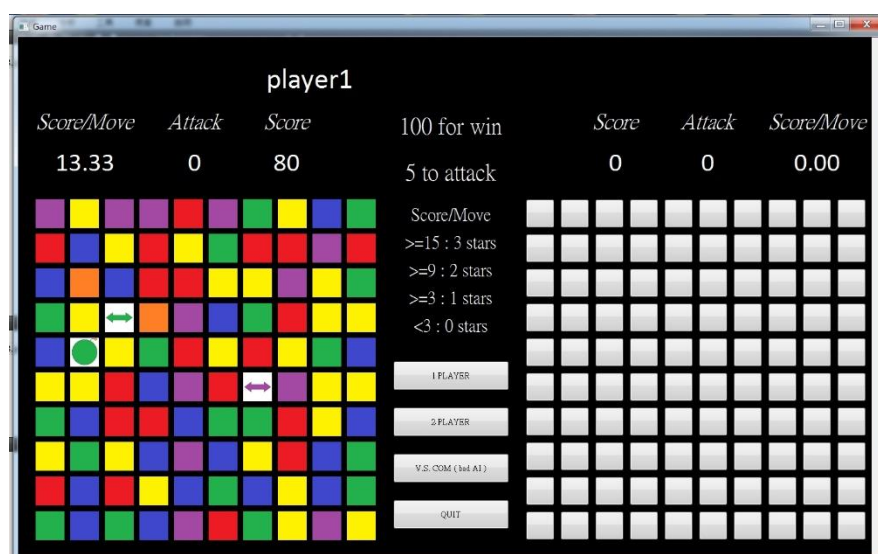 Game
player1
Score/Move Attack Score
13.33 0 80
100 for win
5 to attack
Score/Move
>=15 : 3 stars
>=9 : 2 stars
>=3 : 1 stars
<3 : 0 stars
1 PLAYER
2 PLAYER
V.S. COM ( bad AI )
QUIT
Score Attack Score/Move
0 0 0.00